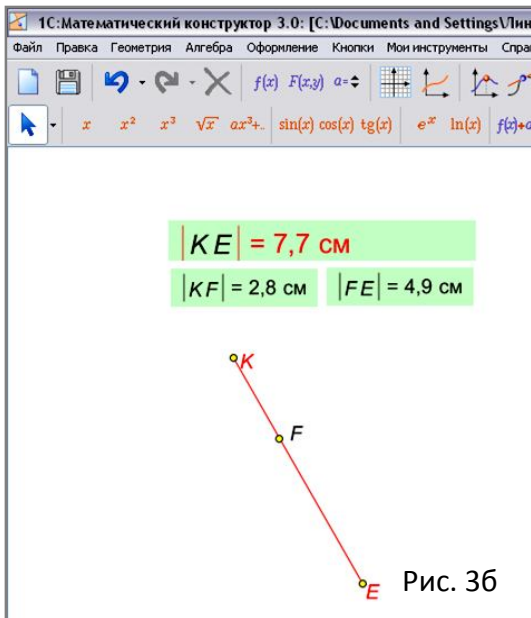 1С:Математический конструктор 3.0: [C:\Documents and Settings\Лин
Файл Правка Геометрия Алгебра Оформление Кнопки Мои инструменты Спра
f(x) F(x,y) a=
x x² x³ √x ax³+.. sin(x) cos(x) tg(x) eˣ ln(x) f(x)+a
|KE| = 7,7 см
|KF| = 2,8 см |FE| = 4,9 см
K
F
E
Рис. 3б